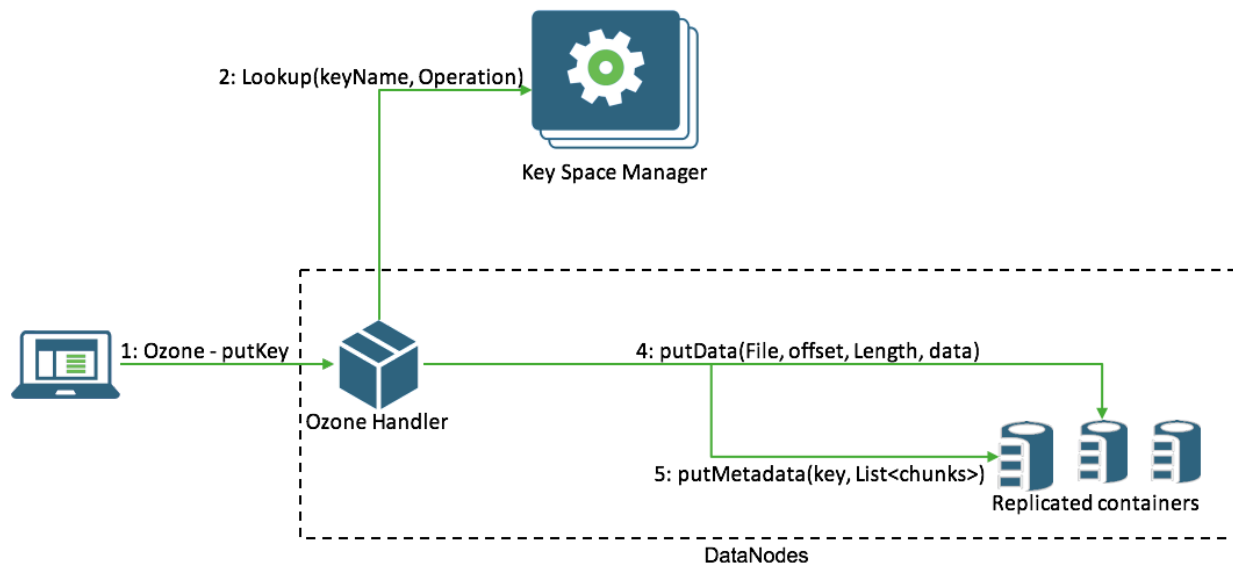 2: Lookup(keyName, Operation)
Key Space Manager
1: Ozone - putKey
4: putData(File, offset, Length, data)
Ozone Handler
5: putMetadata(key, List<chunks>)
Replicated containers
DataNodes